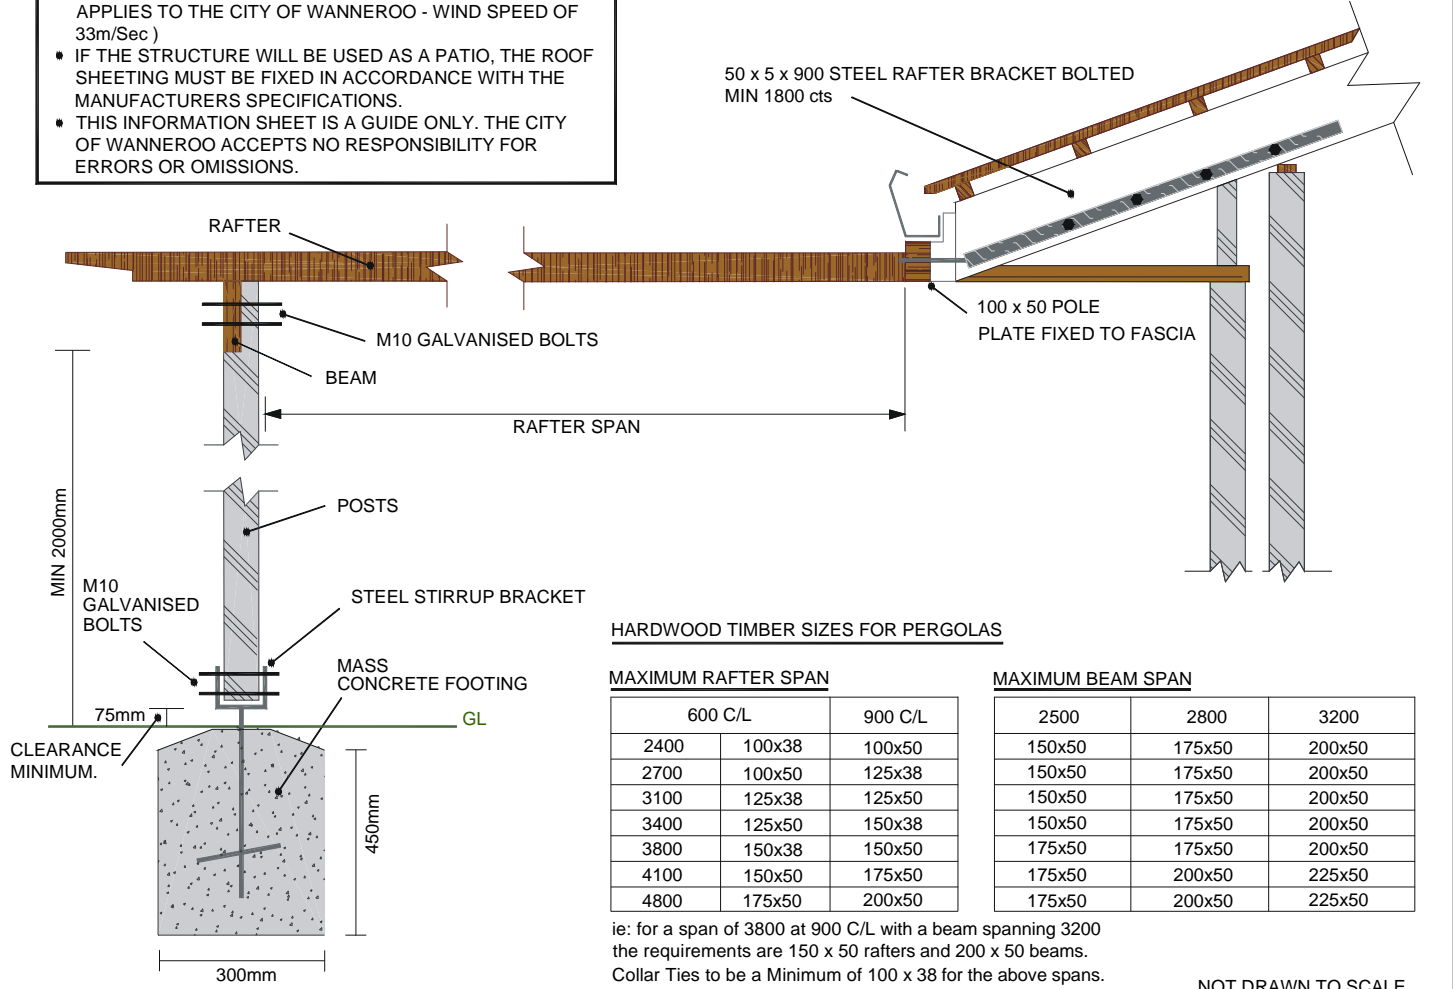 APPLIES TO THE CITY OF WANNEROO - WIND SPEED OF
33m/Sec )
IF THE STRUCTURE WILL BE USED AS A PATIO, THE ROOF
SHEETING MUST BE FIXED IN ACCORDANCE WITH THE
MANUFACTURERS SPECIFICATIONS.
THIS INFORMATION SHEET IS A GUIDE ONLY. THE CITY
OF WANNEROO ACCEPTS NO RESPONSIBILITY FOR
ERRORS OR OMISSIONS.
50 x 5 x 900 STEEL RAFTER BRACKET BOLTED
MIN 1800 cts
RAFTER
100 x 50 POLE
PLATE FIXED TO FASCIA
M10 GALVANISED BOLTS
BEAM
RAFTER SPAN
MIN 2000mm
POSTS
M10
GALVANISED
BOLTS
STEEL STIRRUP BRACKET
MASS
CONCRETE FOOTING
75mm
GL
CLEARANCE
MINIMUM.
450mm
300mm
HARDWOOD TIMBER SIZES FOR PERGOLAS
MAXIMUM RAFTER SPAN
600 C/L 900 C/L
2400 100x38 100x50
2700 100x50 125x38
3100 125x38 125x50
3400 125x50 150x38
3800 150x38 150x50
4100 150x50 175x50
4800 175x50 200x50
MAXIMUM BEAM SPAN
2500 2800 3200
150x50 175x50 200x50
150x50 175x50 200x50
150x50 175x50 200x50
150x50 175x50 200x50
175x50 175x50 200x50
175x50 200x50 225x50
175x50 200x50 225x50
ie: for a span of 3800 at 900 C/L with a beam spanning 3200
the requirements are 150 x 50 rafters and 200 x 50 beams.
Collar Ties to be a Minimum of 100 x 38 for the above spans.
NOT DRAWN TO SCALE